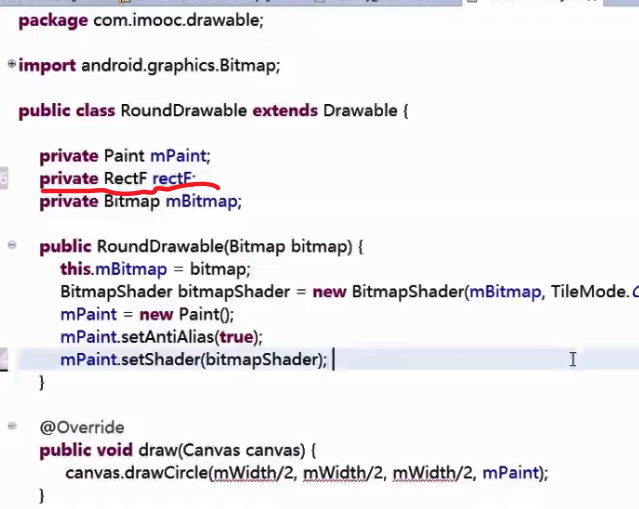 package com.imooc.drawable;
import android.graphics.Bitmap;
public class RoundDrawable extends Drawable {
private Paint mPaint;
private RectF rectF;
private Bitmap mBitmap;
public RoundDrawable(Bitmap bitmap) {
this.mBitmap = bitmap;
BitmapShader bitmapShader = new BitmapShader(mBitmap, TileMode.C
mPaint = new Paint();
mPaint.setAntiAlias(true);
mPaint.setShader(bitmapShader);
}
@Override
public void draw(Canvas canvas) {
canvas.drawCircle(mWidth/2, mWidth/2, mWidth/2, mPaint);
}